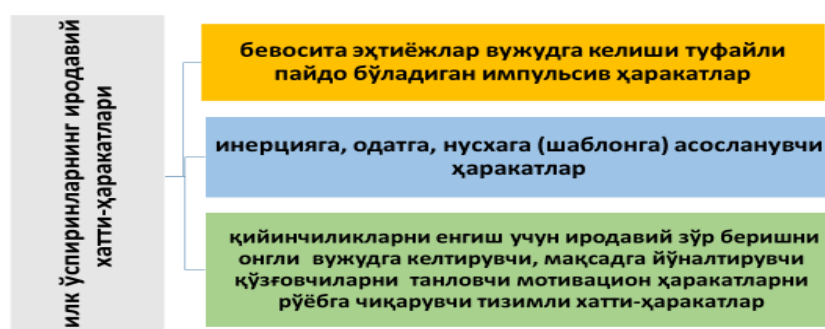 илк ўспиринларнинг иродавий
хатти-ҳаракатлари
бевосита эҳтиёжлар вужудга келиши туфайли
пайдо бўладиган импульсив ҳаракатлар
инерцияга, одатга, нусхага (шаблонга) асосланувчи
ҳаракатлар
қийинчиликларни енгиш учун иродавий зўр беришни
онгли вужудга келтирувчи, мақсадга йўналтирувчи
қўзғовчиларни танловчи мотивацион ҳаракатларни
рўёбга чиқарувчи тизимли хатти-ҳаракатлар